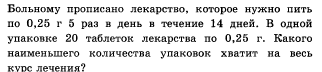 Больному прописано лекарство, которое нужно пить
по 0,25 г 5 раз в день в течение 14 дней. В одной
упаковке 20 таблеток лекарства по 0,25 г. Какого
наименьшего количества упаковок хватит на весь
курс лечения?